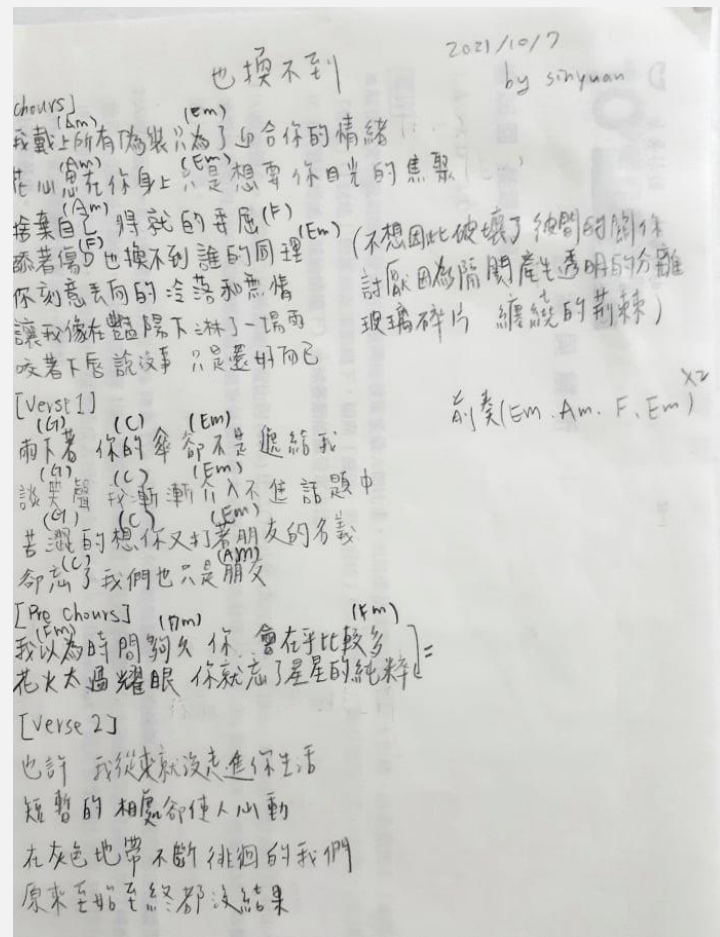 2021/10/7
也換不到
by sinyuan
chours]
(Am) (Em)
我戴上所有偽裝只為了迎合你的情緒
(Am) (Em)
花心思在你身上 只是想要你目光的焦聚
(Am) (F)
捨棄自己 得就的委屈
(F) (Em)
舔著傷口也換不到誰的同理
你刻意丟向的冷落和無情
讓我像在豔陽下淋了一場雨
咬著下唇說沒事 只是還好而已
(不想因此破壞了彼間的關係
討厭因為隔閡產生透明的分離
玻璃碎片 纏繞的荊棘)
前奏(Em. Am. F. Em) x2
[Verse 1]
(G) (C) (Em)
雨下著 你的傘卻不是遞給我
(G) (C) (Em)
談笑聲 我漸漸介入不進話題中
(G) (C) (Em)
苦澀的想你又打著朋友的名義
(C) (Am)
卻忘了我們也只是朋友
[Pre Chours]
(Em) (Am) (Em)
我以為時間夠久 你 會在乎比較多
花火太過耀眼 你就忘了星星的純粹 ]=
[Verse 2]
也許 我從來就沒走進你生活
短暫的相處卻使人心動
在灰色地帶不斷徘徊的我們
原來至始至終都沒結果